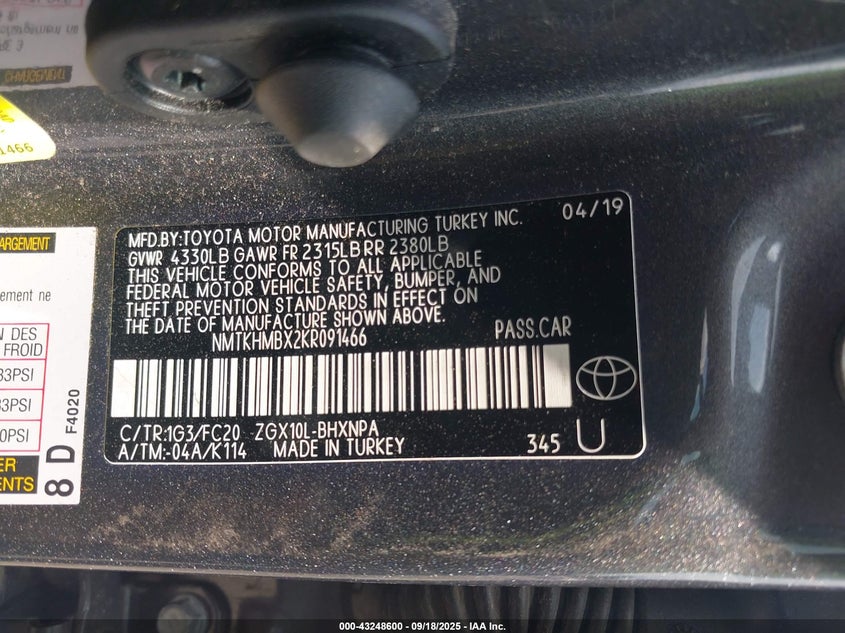 1466
ARGEMENT
ement ne
N DES
FROID
33PSI
33PSI
0PSI
ER
ENTS
8 D
F4020
MFD.BY:TOYOTA MOTOR MANUFACTURING TURKEY INC. 04/19
GVWR 4330LB GAWR FR 2315LB RR 2380LB
THIS VEHICLE CONFORMS TO ALL APPLICABLE
FEDERAL MOTOR VEHICLE SAFETY, BUMPER, AND
THEFT PREVENTION STANDARDS IN EFFECT ON
THE DATE OF MANUFACTURE SHOWN ABOVE.
NMTKHMBX2KR091466 PASS.CAR
C/TR:1G3/FC20 ZGX10L-BHXNPA
A/TM:-04A/K114 MADE IN TURKEY 345 U
000-43248600 - 09/18/2025 - IAA Inc.